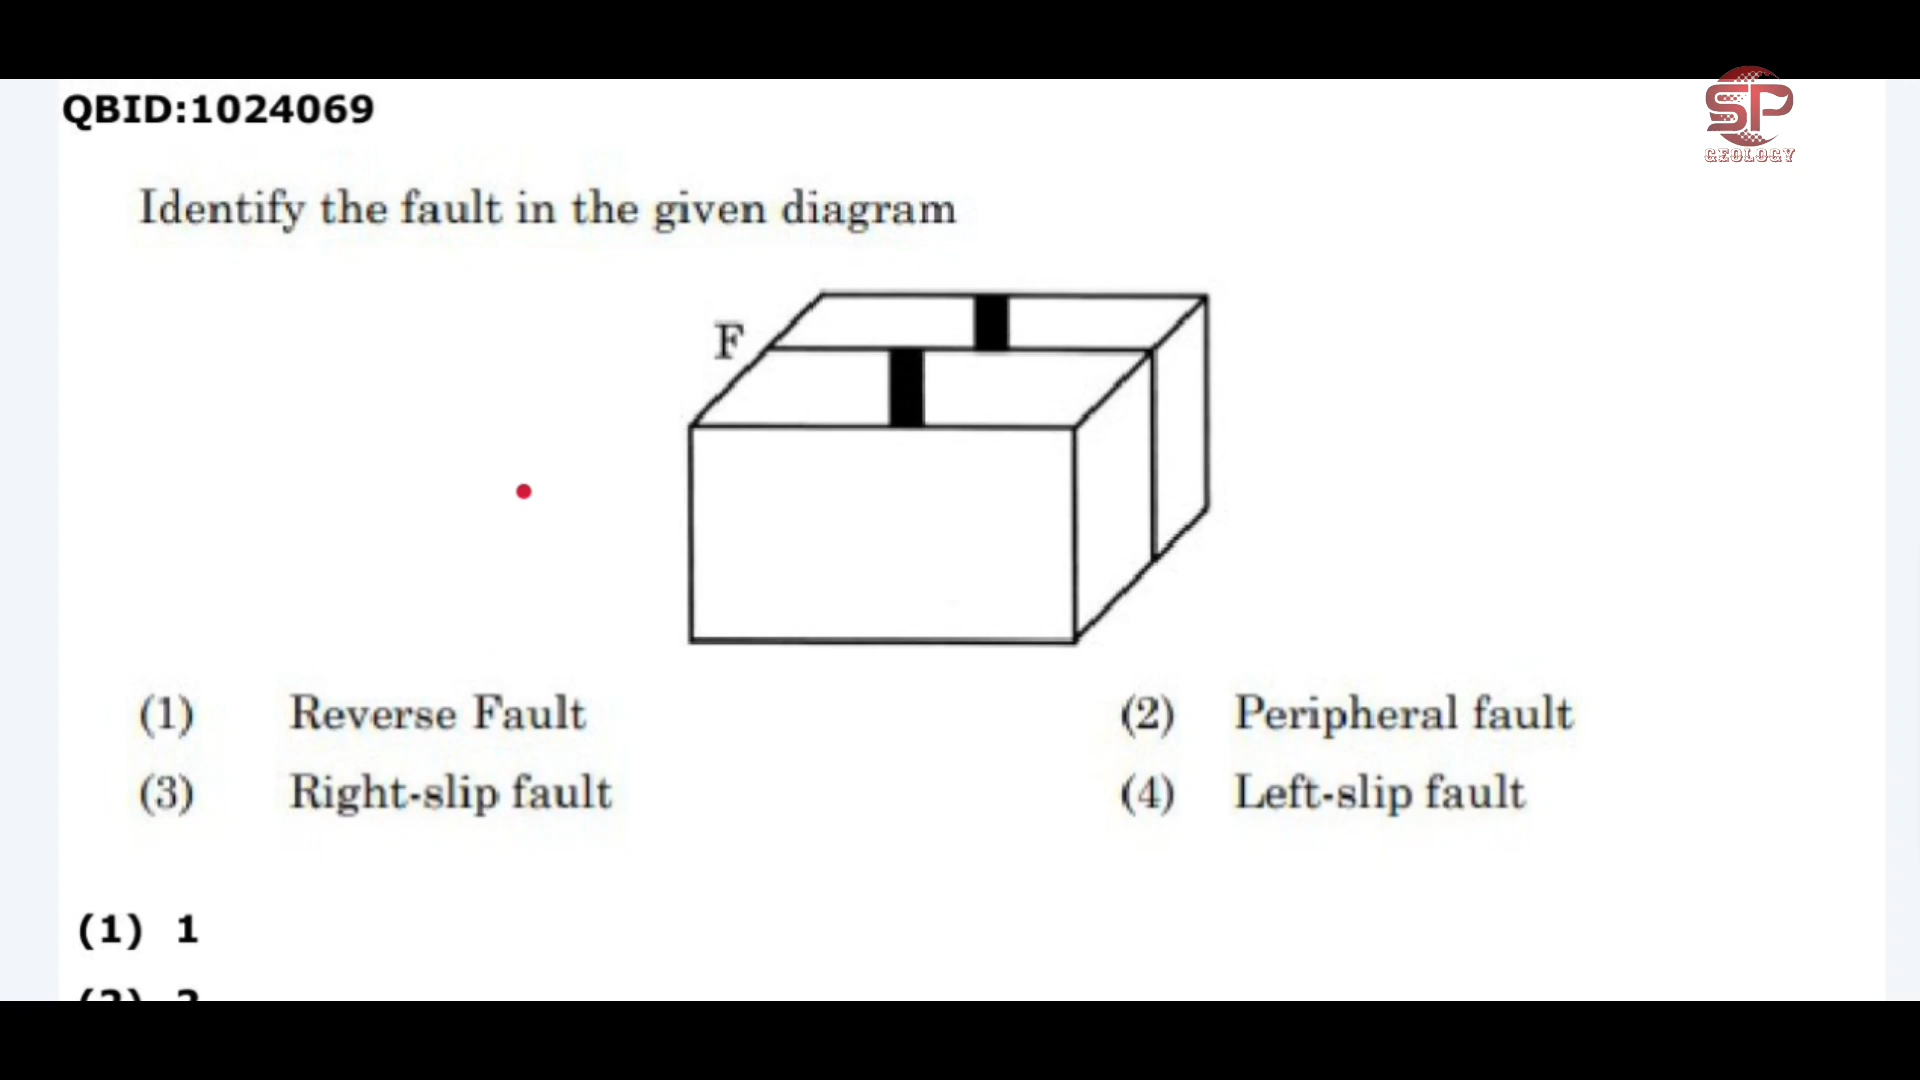 QBID:1024069
SP
GEOLOGY
Identify the fault in the given diagram
F
(1) Reverse Fault (2) Peripheral fault
(3) Right-slip fault (4) Left-slip fault
(1) 1